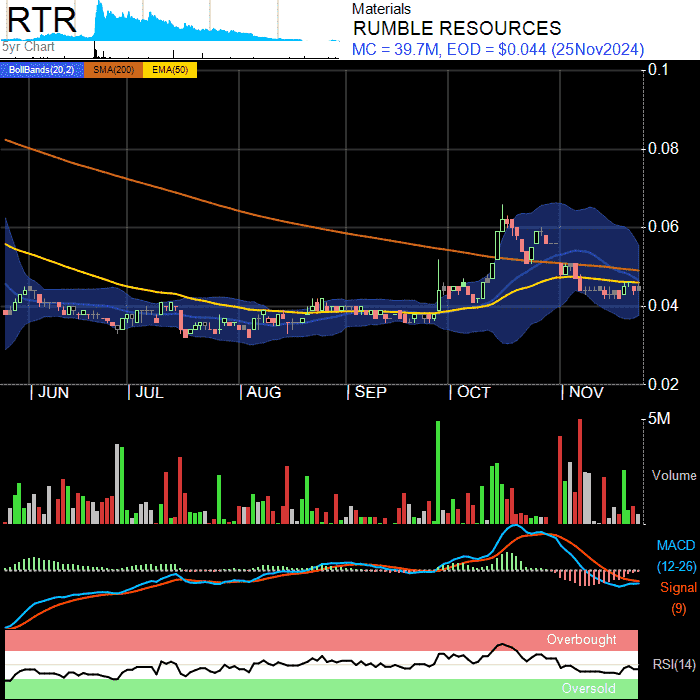 RTR
5yr Chart
Materials
RUMBLE RESOURCES
MC = 39.7M, EOD = $0.044 (25Nov2024)
BollBands(20,2) SMA(200) EMA(50)
0.1
0.08
0.06
0.04
0.02
JUN JUL AUG SEP OCT NOV
5M
Volume
MACD
(12-26)
Signal
(9)
Overbought
RSI(14)
Oversold